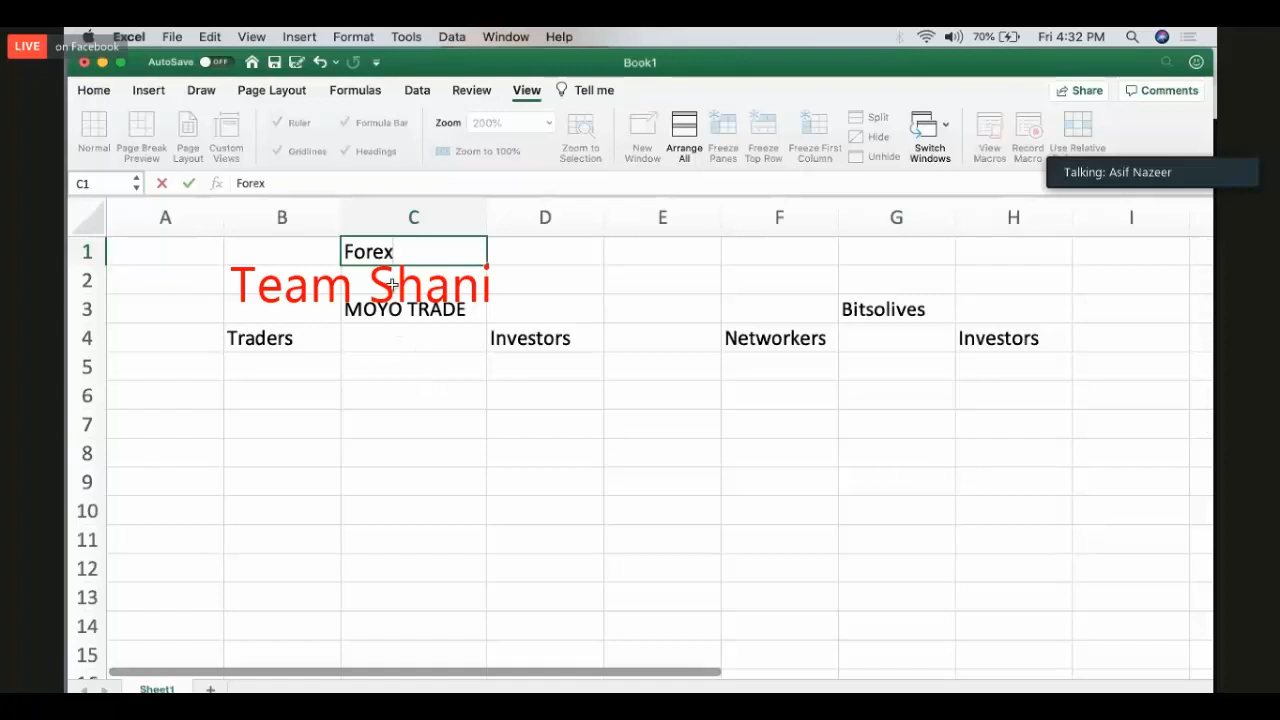 LIVE on Facebook
Excel File Edit View Insert Format Tools Data Window Help 70% Fri 4:32 PM
AutoSave OFF Book1
Home Insert Draw Page Layout Formulas Data View Tell me Share Comments
Normal Page Break Preview Page Layout Custom Views
Ruler Formula Bar
Gridlines Headings
Zoom 200%
Zoom to 100%
Zoom to Selection
New Window Arrange All Freeze Panes Freeze Top Row Freeze First Column
Split
Hide
Unhide
Switch Windows
View Macros Record Macro Use Relative
Talking: Asif Nazeer
C1 fx Forex
A B C D E F G H I
1 Forex
2 Team Shani
3 MOYO TRADE Bitsolives
4 Traders Investors Networkers Investors
5
6
7
8
9
10
11
12
13
14
15
Sheet1 +